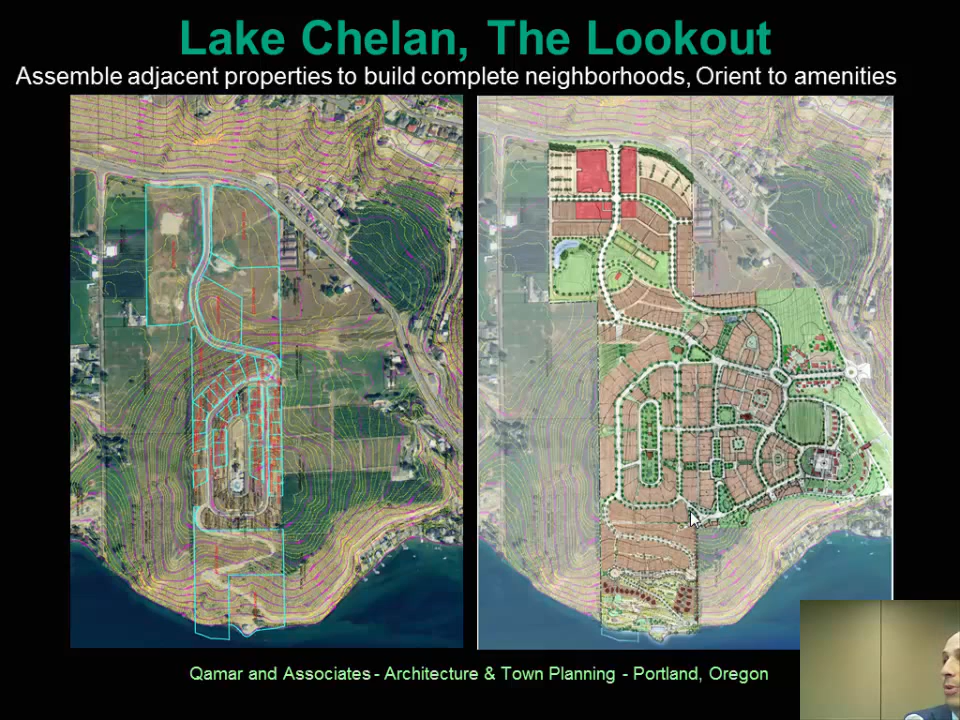 Lake Chelan, The Lookout
Assemble adjacent properties to build complete neighborhoods, Orient to amenities
Qamar and Associates - Architecture & Town Planning - Portland, Oregon